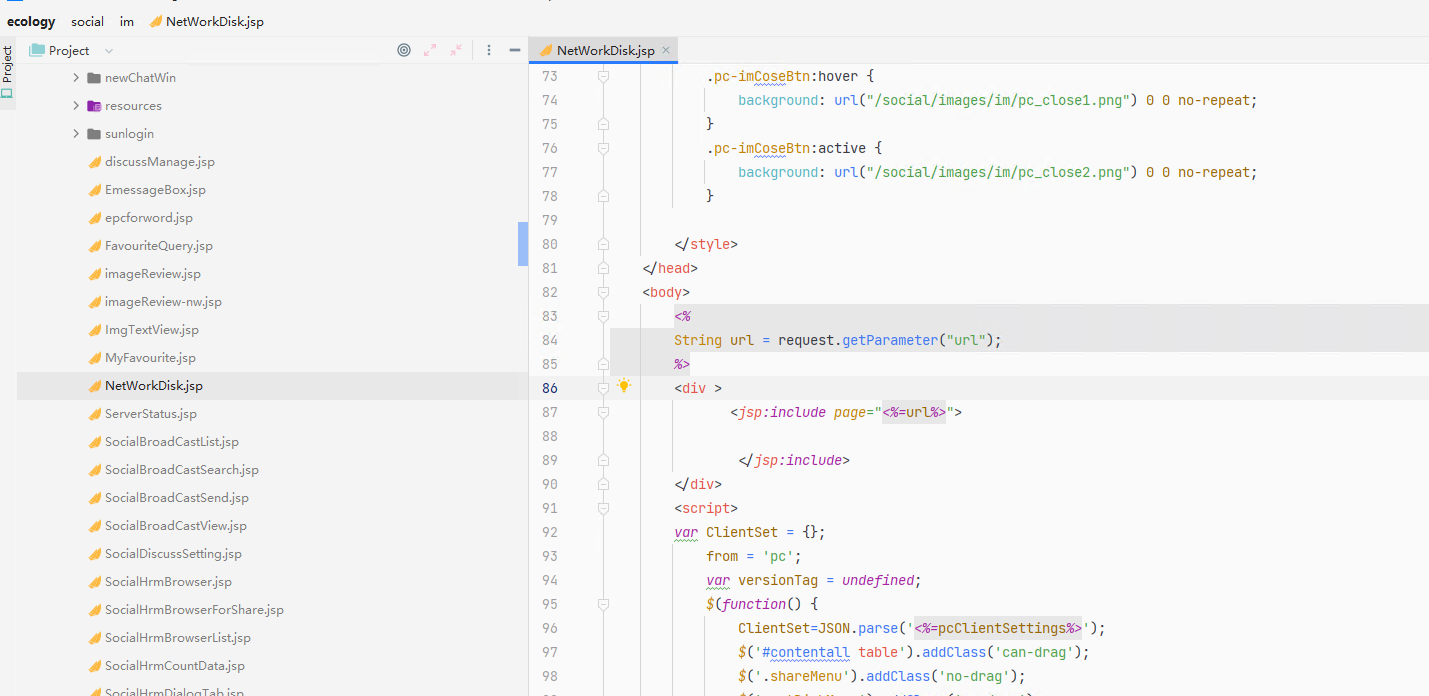 ecology social im NetWorkDisk.jsp
Project
Project
newChatWin
resources
sunlogin
discussManage.jsp
EmessageBox.jsp
epcforword.jsp
FavouriteQuery.jsp
imageReview.jsp
imageReview-nw.jsp
ImgTextView.jsp
MyFavourite.jsp
NetWorkDisk.jsp
ServerStatus.jsp
SocialBroadCastList.jsp
SocialBroadCastSearch.jsp
SocialBroadCastSend.jsp
SocialBroadCastView.jsp
SocialDiscussSetting.jsp
SocialHrmBrowser.jsp
SocialHrmBrowserForShare.jsp
SocialHrmBrowserList.jsp
SocialHrmCountData.jsp
SocialHrmDialogTab.jsp
NetWorkDisk.jsp
73 .pc-imCoseBtn:hover {
74 background: url("/social/images/im/pc_close1.png") 0 0 no-repeat;
75 }
76 .pc-imCoseBtn:active {
77 background: url("/social/images/im/pc_close2.png") 0 0 no-repeat;
78 }
79
80 </style>
81 </head>
82 <body>
83 <%
84 String url = request.getParameter("url");
85 %>
86 <div >
87 <jsp:include page="<%=url%>">
88
89 </jsp:include>
90 </div>
91 <script>
92 var ClientSet = {};
93 from = 'pc';
94 var versionTag = undefined;
95 $(function() {
96 ClientSet=JSON.parse('<%=pcClientSettings%>');
97 $('#contentall table').addClass('can-drag');
98 $('.shareMenu').addClass('no-drag');